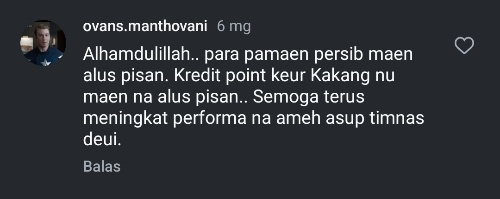 ovans.manthovani 6 mg
Alhamdulillah.. para pamaen persib maen
alus pisan. Kredit point keur Kakang nu
maen na alus pisan.. Semoga terus
meningkat performa na ameh asup timnas
deui.
Balas